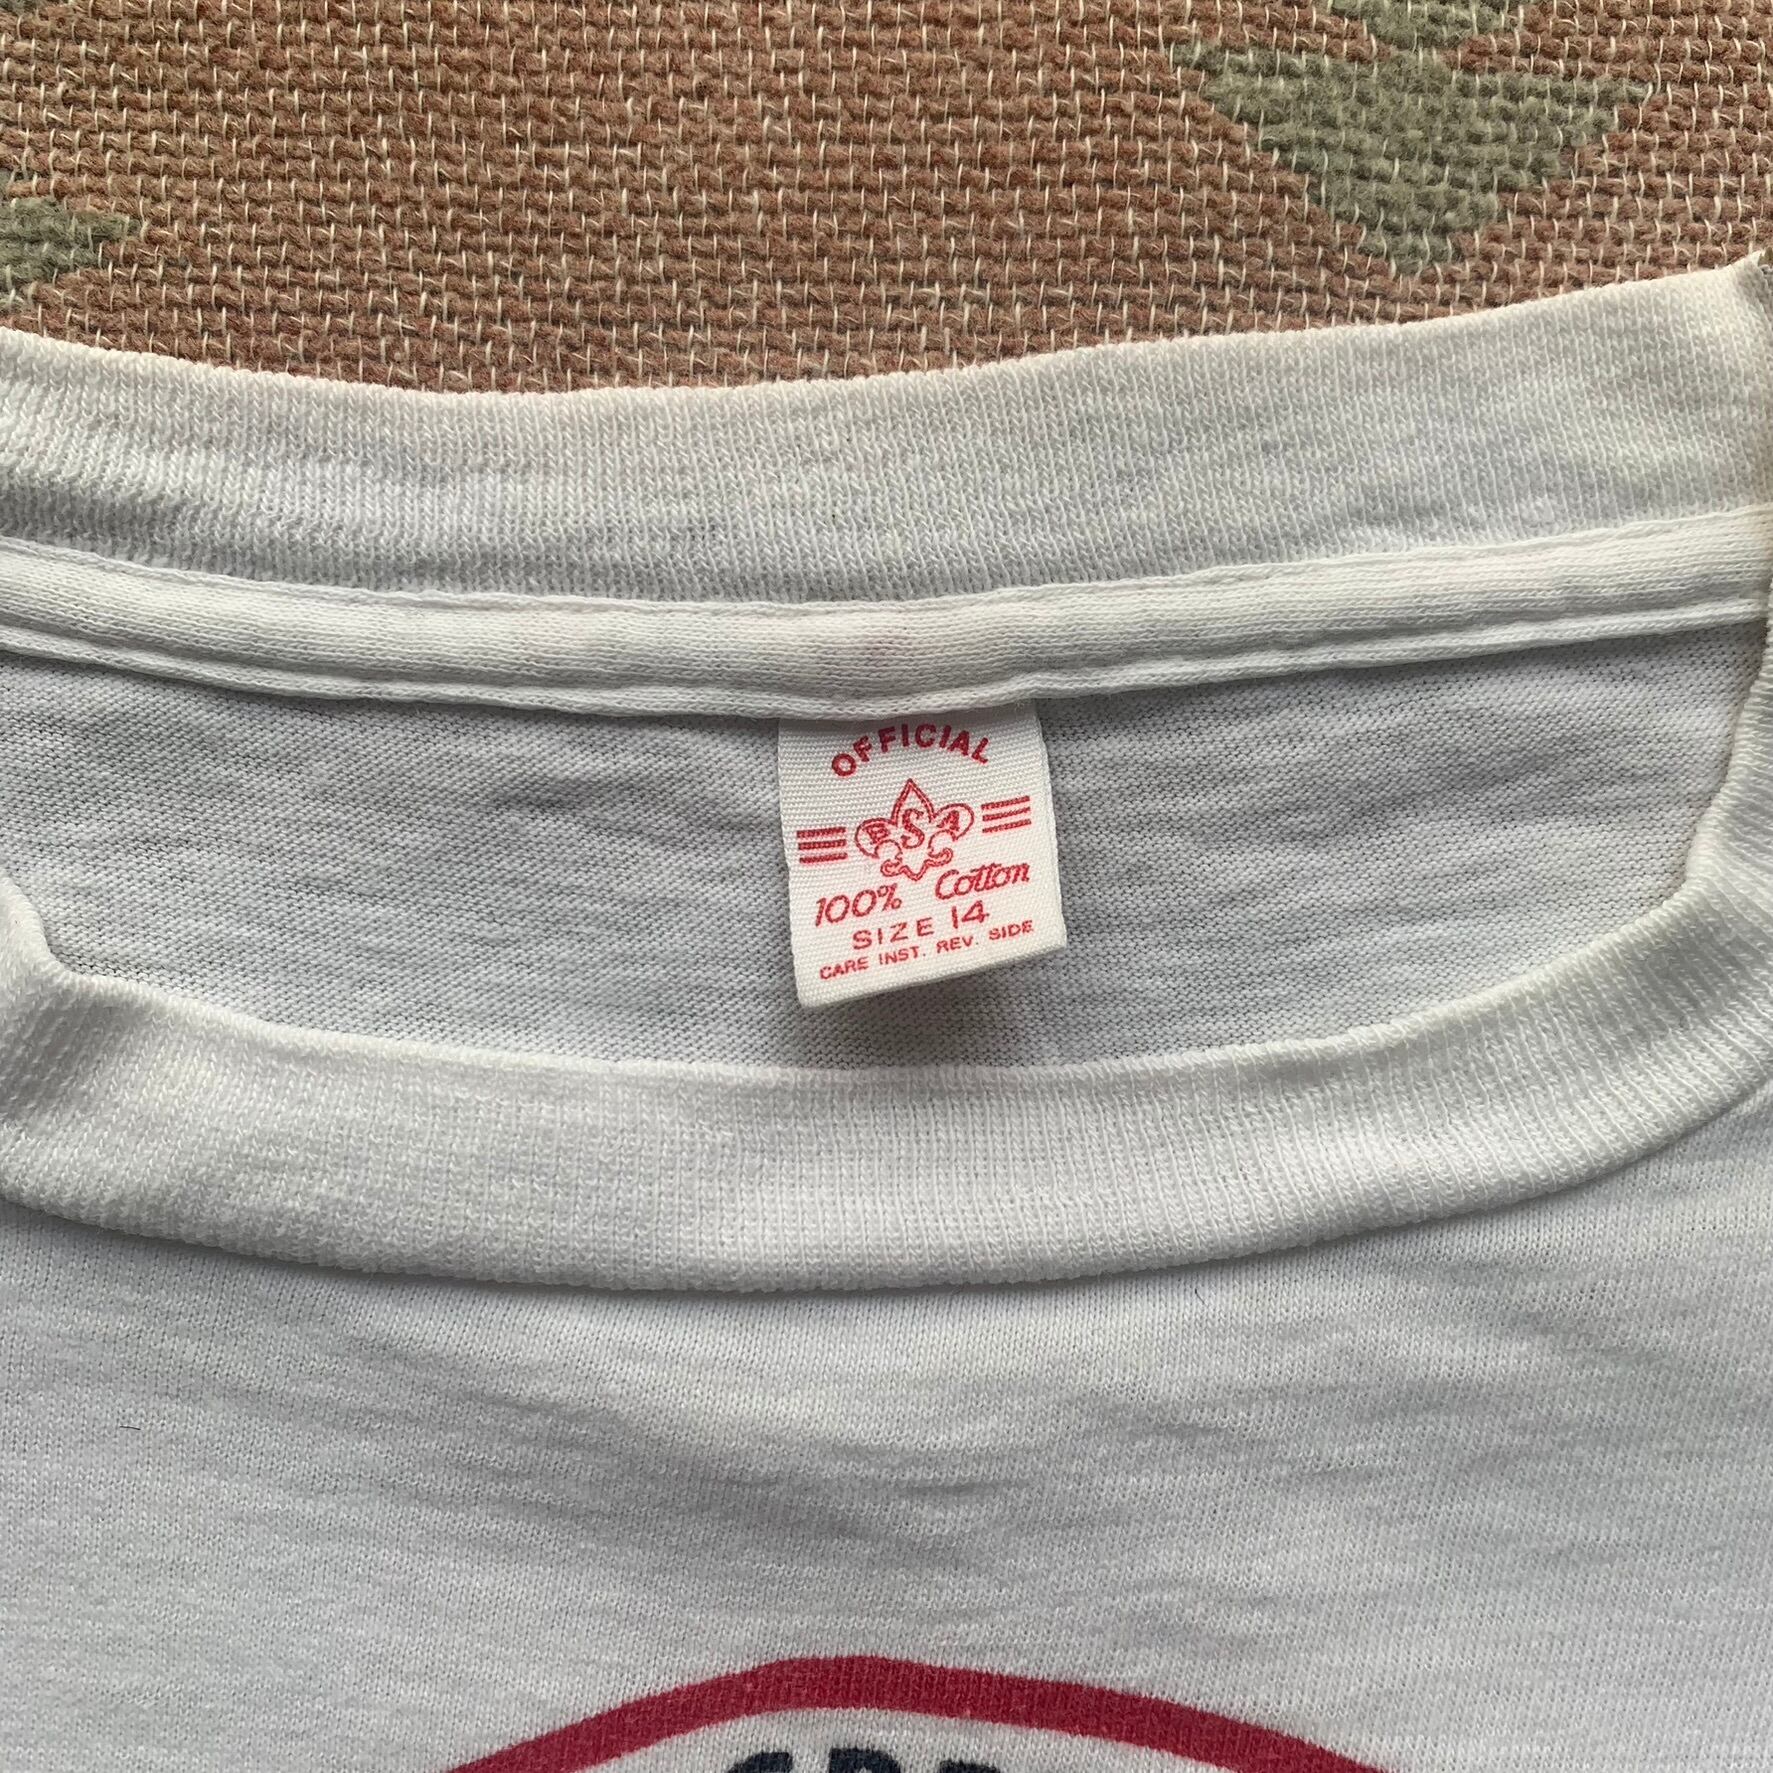 OFFICIAL
BSA
100% Cotton
SIZE 14
CARE INST. REV. SIDE